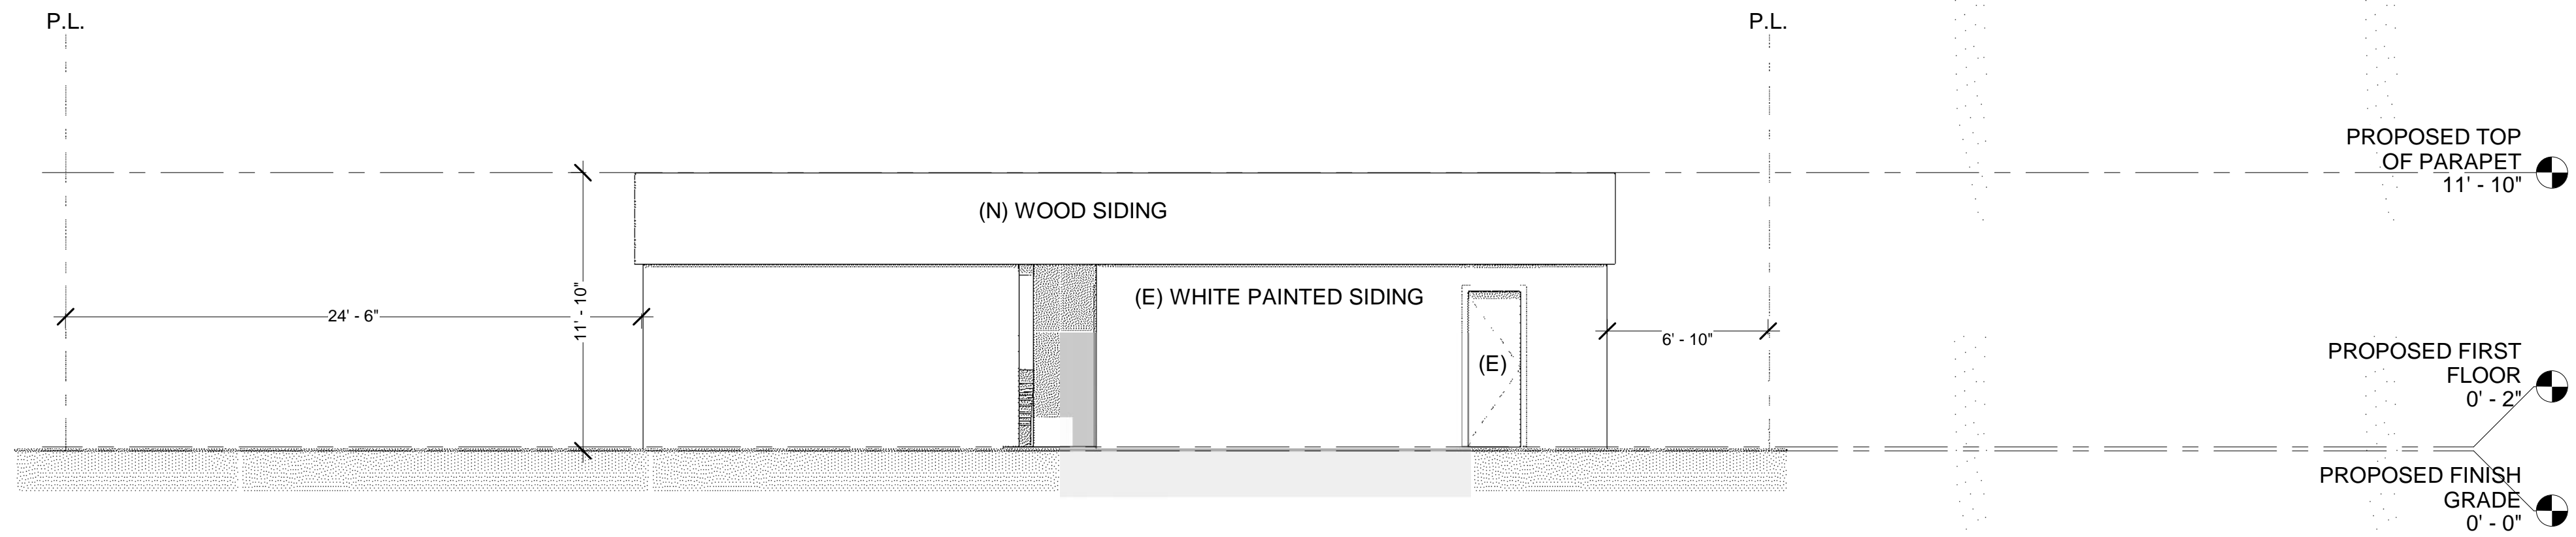 P.L.
P.L.
PROPOSED TOP
OF PARAPET
11' - 10"
(N) WOOD SIDING
(E) WHITE PAINTED SIDING
24' - 6"
11' - 10"
6' - 10"
(E)
PROPOSED FIRST
FLOOR
0' - 2"
PROPOSED FINISH
GRADE
0' - 0"